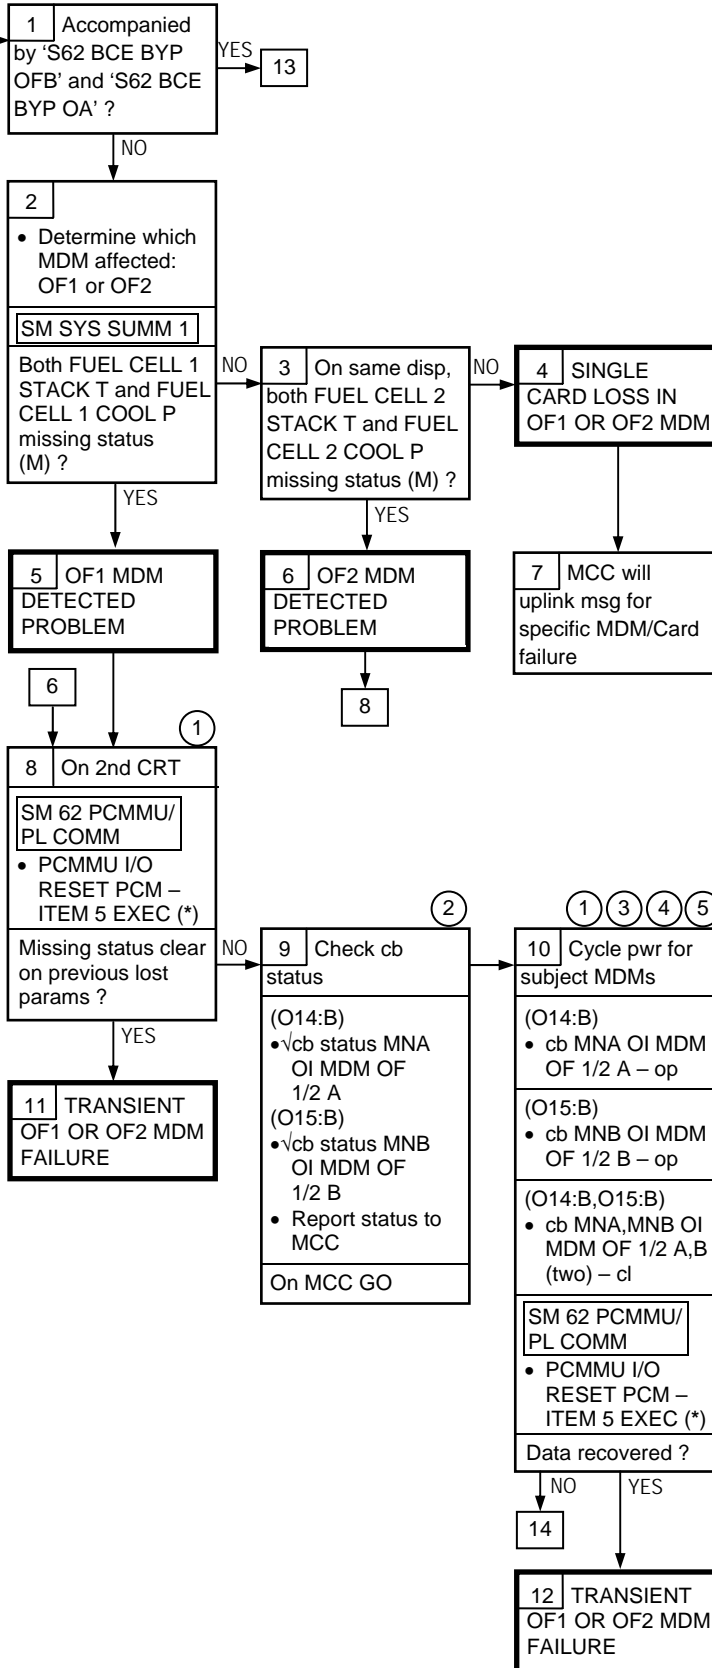 1 Accompanied
by ‘S62 BCE BYP
OFB’ and ‘S62 BCE
BYP OA’ ?
YES
13
NO
2
• Determine which
MDM affected:
OF1 or OF2
SM SYS SUMM 1
Both FUEL CELL 1
STACK T and FUEL
CELL 1 COOL P
missing status
(M) ?
NO
YES
3 On same disp,
both FUEL CELL 2
STACK T and FUEL
CELL 2 COOL P
missing status (M) ?
NO
YES
4 SINGLE
CARD LOSS IN
OF1 OR OF2 MDM
5 OF1 MDM
DETECTED
PROBLEM
6 OF2 MDM
DETECTED
PROBLEM
7 MCC will
uplink msg for
specific MDM/Card
failure
6
8
1
8 On 2nd CRT
SM 62 PCMMU/
PL COMM
• PCMMU I/O
RESET PCM –
ITEM 5 EXEC (*)
Missing status clear
on previous lost
params ?
NO
YES
2
9 Check cb
status
(O14:B)
•√cb status MNA
OI MDM OF
1/2 A
(O15:B)
•√cb status MNB
OI MDM OF
1/2 B
• Report status to
MCC
On MCC GO
1 3 4 5
10 Cycle pwr for
subject MDMs
(O14:B)
• cb MNA OI MDM
OF 1/2 A – op
(O15:B)
• cb MNB OI MDM
OF 1/2 B – op
(O14:B,O15:B)
• cb MNA,MNB OI
MDM OF 1/2 A,B
(two) – cl
SM 62 PCMMU/
PL COMM
• PCMMU I/O
RESET PCM –
ITEM 5 EXEC (*)
Data recovered ?
NO
YES
14
11 TRANSIENT
OF1 OR OF2 MDM
FAILURE
12 TRANSIENT
OF1 OR OF2 MDM
FAILURE